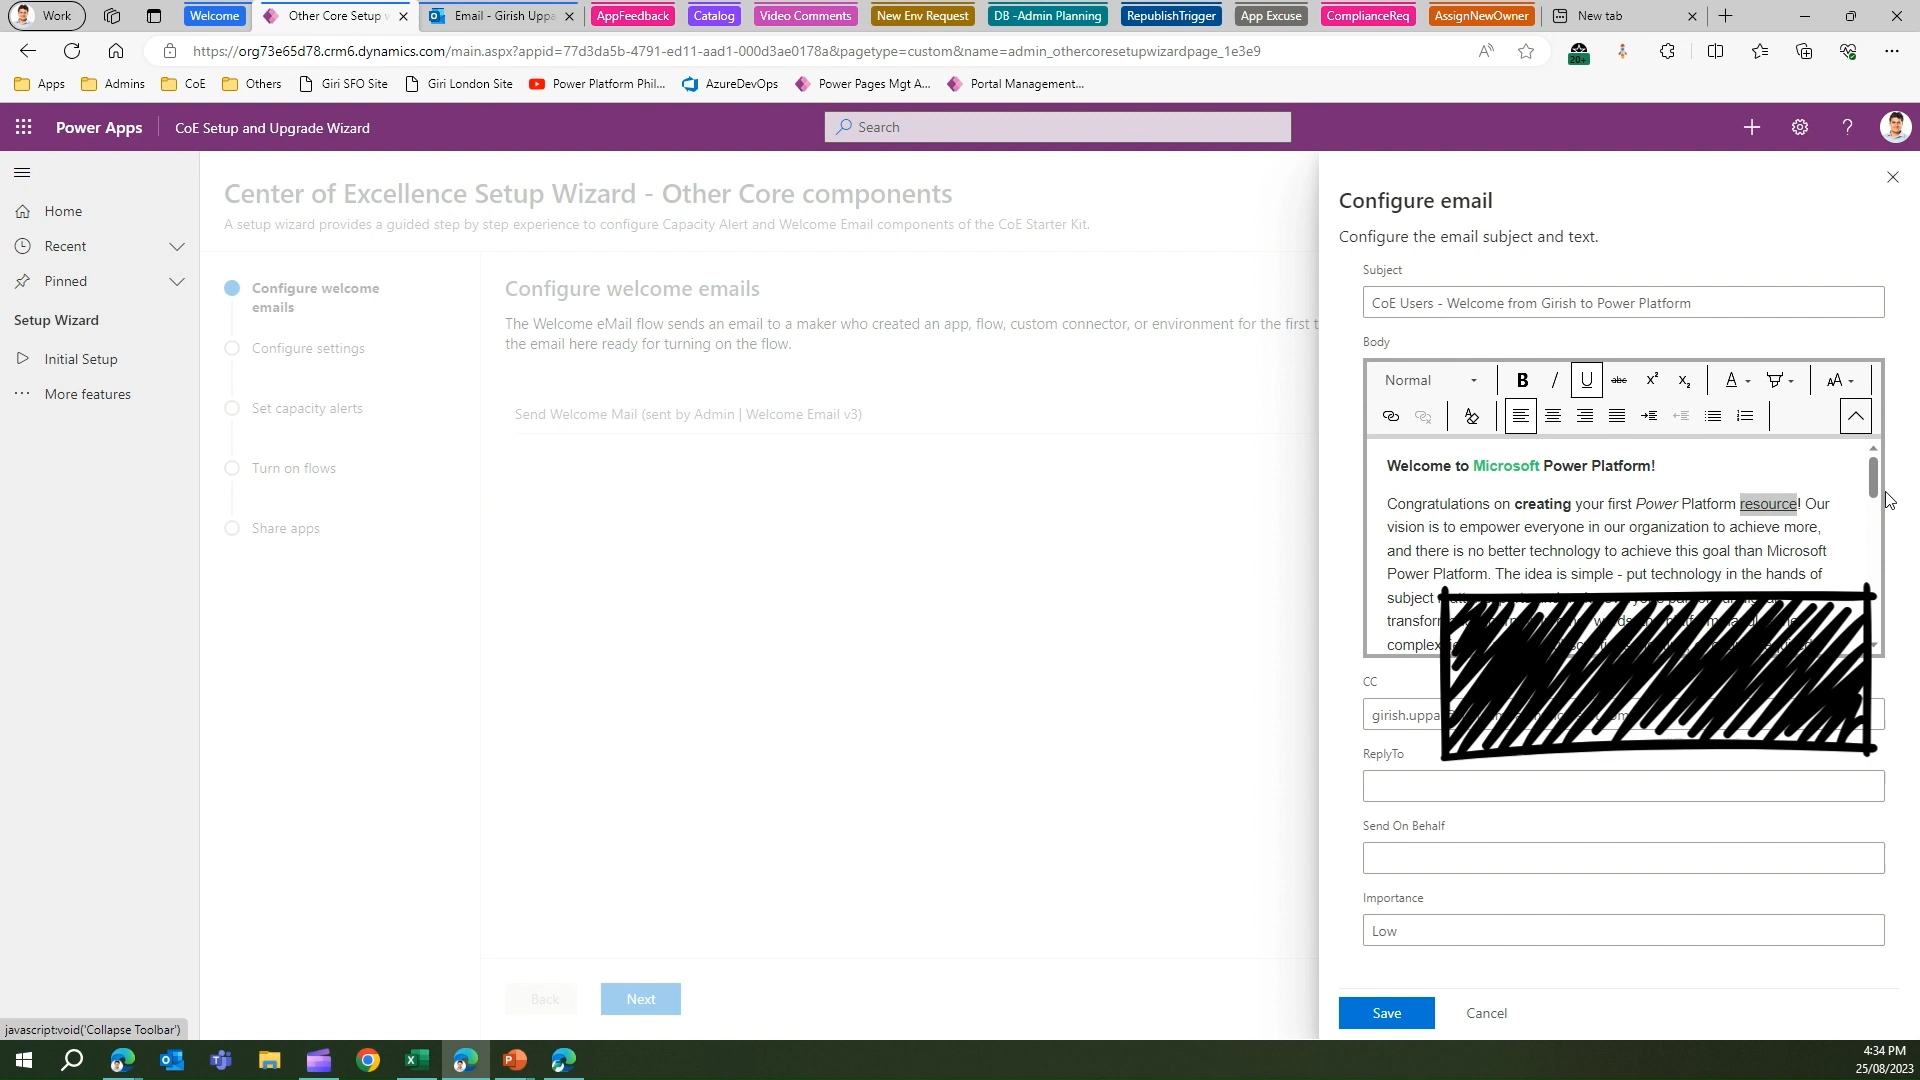 Work
Welcome
Other Core Setup
Email - Girish Uppa
AppFeedback
Catalog
Video Comments
New Env Request
DB -Admin Planning
RepublishTrigger
App Excuse
ComplianceReq
AssignNewOwner
New tab
https://org73e65d78.crm6.dynamics.com/main.aspx?appid=77d3da5b-4791-ed11-aad1-000d3ae0178a&pagetype=custom&name=admin_othercoresetupwizardpage_1e3e9
20+
Apps
Admins
CoE
Others
Giri SFO Site
Giri London Site
Power Platform Phil...
AzureDevOps
Power Pages Mgt A...
Portal Management...
Power Apps
CoE Setup and Upgrade Wizard
Search
Home
Recent
Pinned
Setup Wizard
Initial Setup
More features
Center of Excellence Setup Wizard - Other Core components
A setup wizard provides a guided step by step experience to configure Capacity Alert and Welcome Email components of the CoE Starter Kit.
Configure welcome
emails
Configure settings
Set capacity alerts
Turn on flows
Share apps
Configure welcome emails
The Welcome eMail flow sends an email to a maker who created an app, flow, custom connector, or environment for the first t
the email here ready for turning on the flow.
Send Welcome Mail (sent by Admin | Welcome Email v3)
Back
Next
Configure email
Configure the email subject and text.
Subject
CoE Users - Welcome from Girish to Power Platform
Body
Normal
Welcome to Microsoft Power Platform!
Congratulations on creating your first Power Platform resource! Our
vision is to empower everyone in our organization to achieve more,
and there is no better technology to achieve this goal than Microsoft
Power Platform. The idea is simple - put technology in the hands of
subject
transfor
complex
CC
girish.uppa
ReplyTo
Send On Behalf
Importance
Low
Save
Cancel
javascript:void('Collapse Toolbar')
4:34 PM
25/08/2023